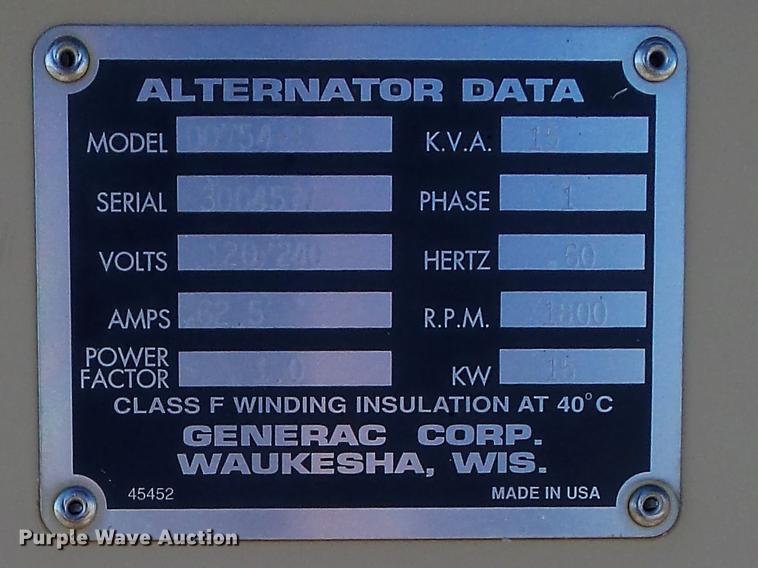 ALTERNATOR DATA
MODEL
K.V.A. 15
SERIAL
PHASE 1
VOLTS 120/240
HERTZ 60
AMPS 62.5
R.P.M. 1800
POWER
FACTOR 1.0
KW 15
CLASS F WINDING INSULATION AT 40°C
GENERAC CORP.
WAUKESHA, WIS.
45452
MADE IN USA
Purple Wave Auction